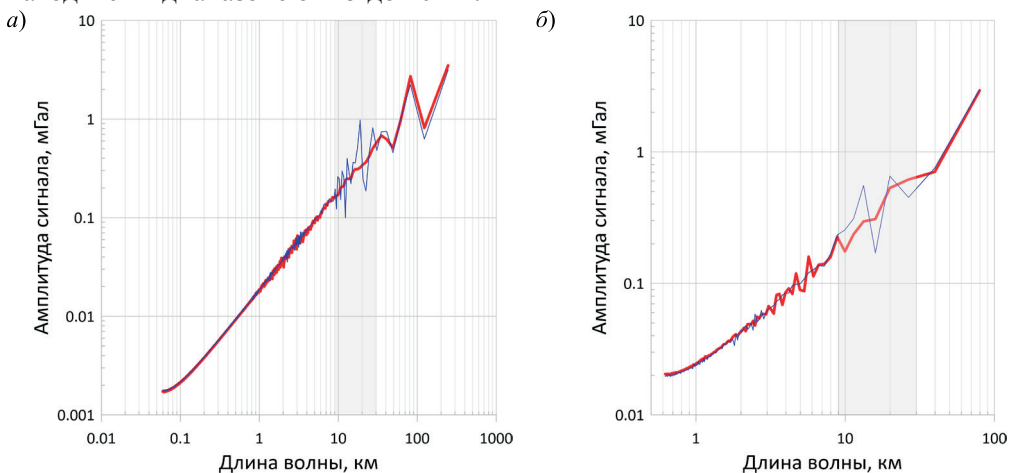 а)
10
1
0.1
0.01
0.001
0.01 0.1 1 10 100 1000
Амплитуда сигнала, мГал
Длина волны, км
б)
10
1
0.1
0.01
1 10 100
Амплитуда сигнала, мГал
Длина волны, км